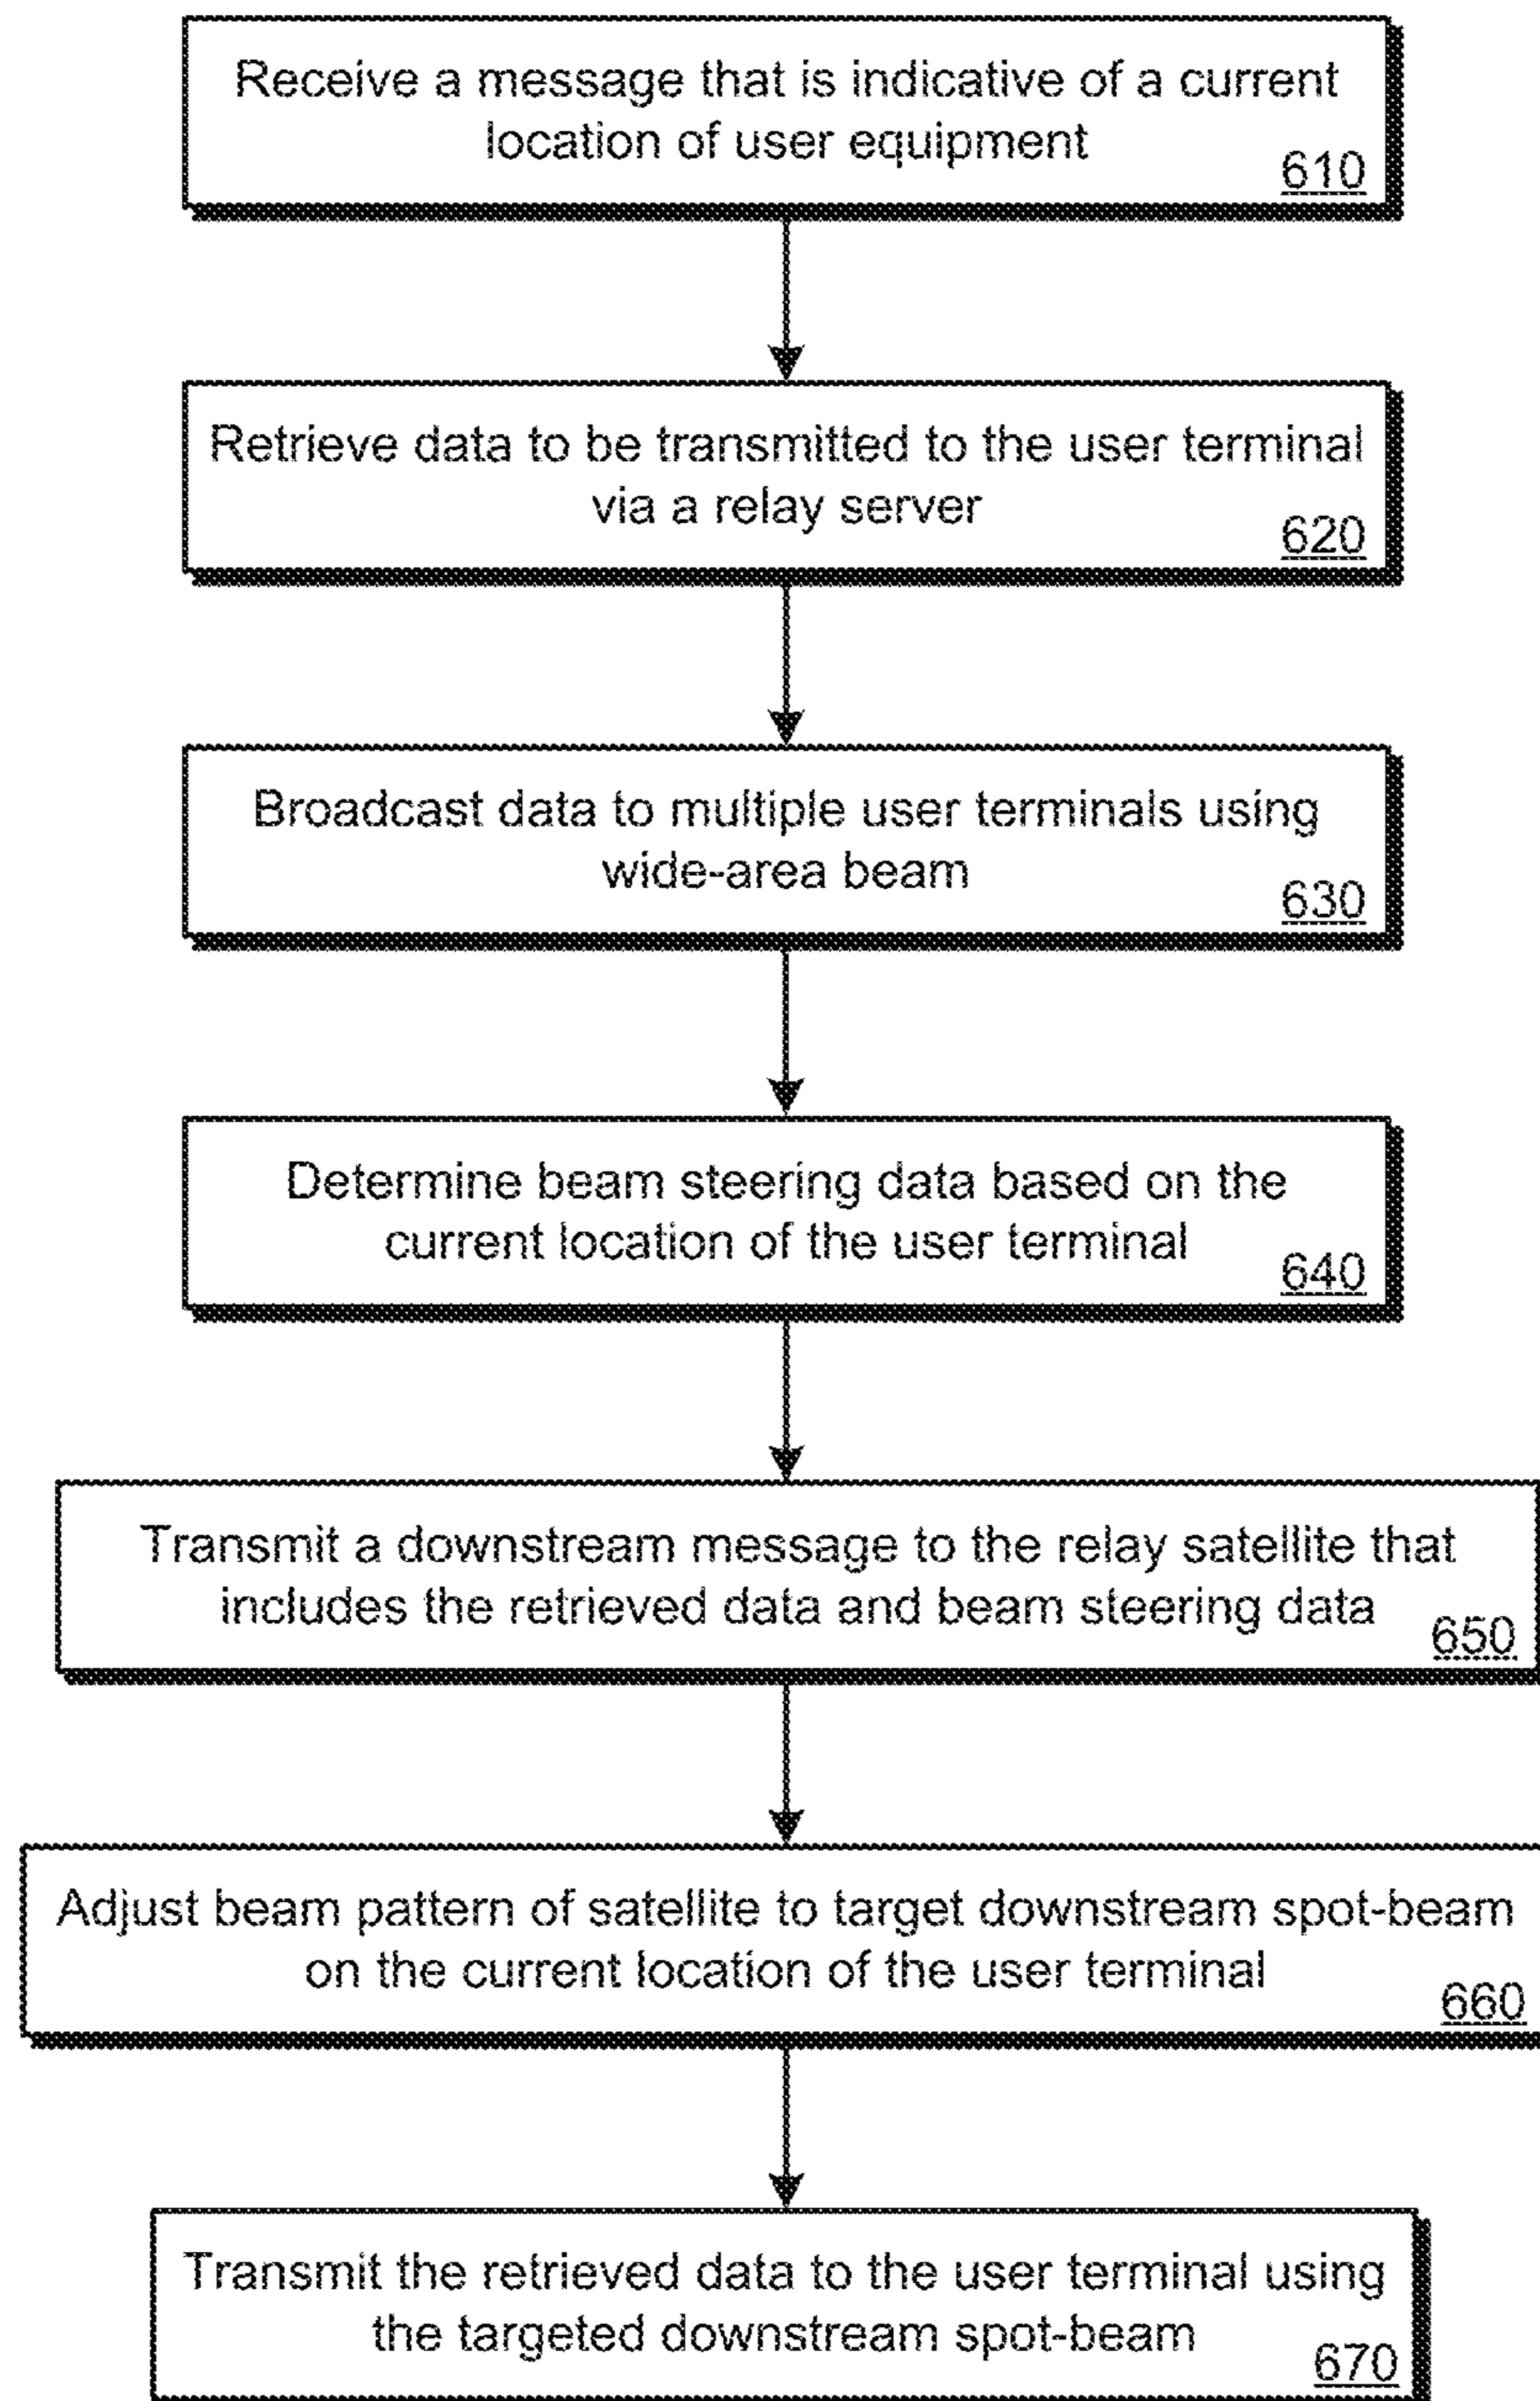 Receive a message that is indicative of a current
location of user equipment
610
Retrieve data to be transmitted to the user terminal
via a relay server
620
Broadcast data to multiple user terminals using
wide-area beam
630
Determine beam steering data based on the
current location of the user terminal
640
Transmit a downstream message to the relay satellite that
includes the retrieved data and beam steering data
650
Adjust beam pattern of satellite to target downstream spot-beam
on the current location of the user terminal
660
Transmit the retrieved data to the user terminal using
the targeted downstream spot-beam
670